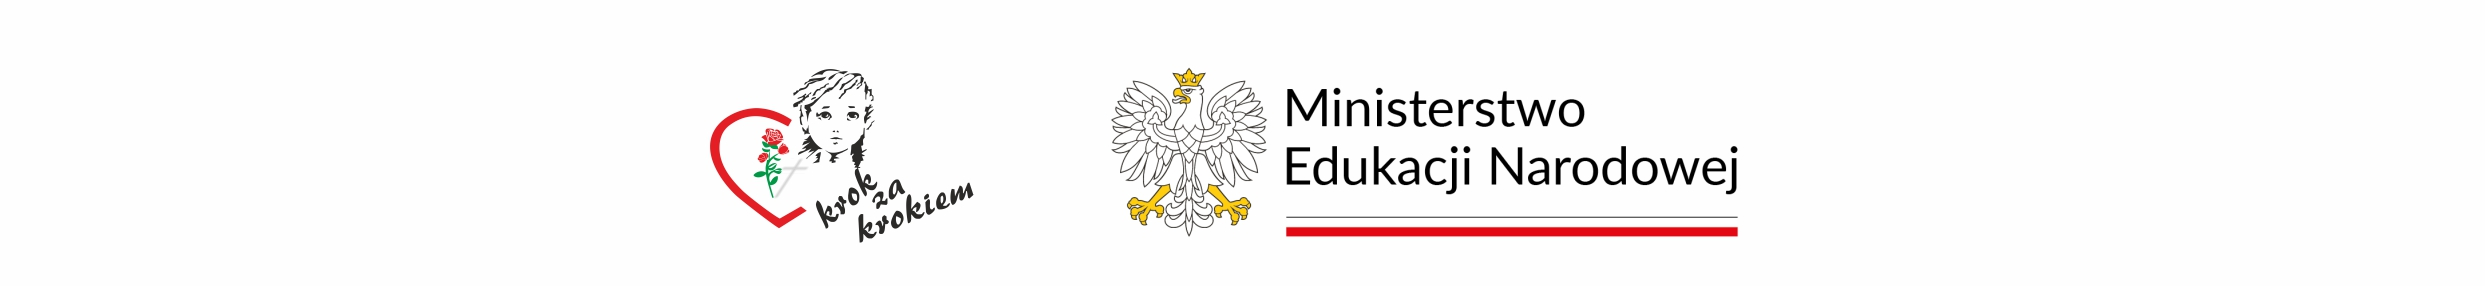 krok
za
krokiem
Ministerstwo
Edukacji Narodowej